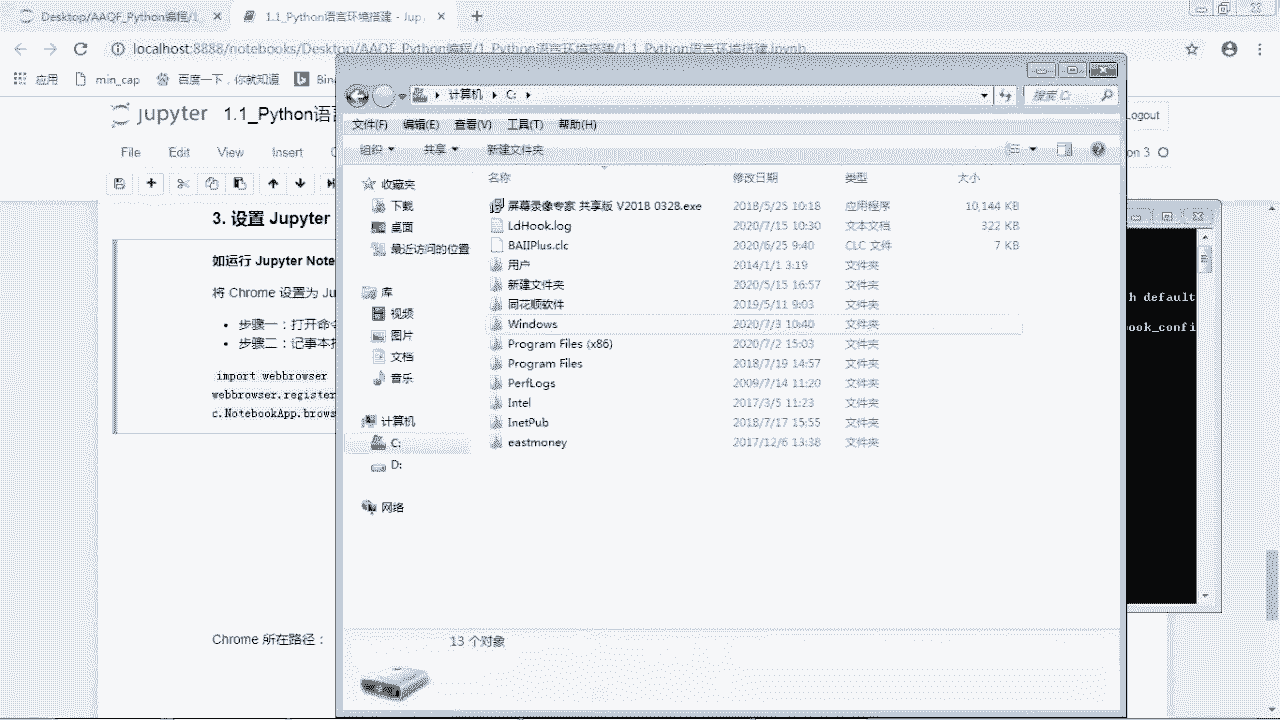 Desktop/AAQF_Python编程/1.
1.1_Python语言环境搭建 - Jup
localhost:8888/notebooks/Desktop/AAQF_Python编程/1_Python语言环境搭建/1.1_Python语言环境搭建.ipynb
应用
min_cap
百度一下，你就知道
Bin
jupyter 1.1_Python语言
Logout
File Edit View Insert
on 3
3. 设置 Jupyter
如运行 Jupyter Note
将 Chrome 设置为 Ju
步骤一：打开命令
步骤二：记事本打
import webbrowser
webbrowser.register
c.NotebookApp.brows
Chrome 所在路径：
计算机 C:
搜索 C:
文件(F) 编辑(E) 查看(V) 工具(T) 帮助(H)
组织 共享 新建文件夹
收藏夹
下载
桌面
最近访问的位置
库
视频
图片
文档
音乐
计算机
C:
D:
网络
名称 修改日期 类型 大小
屏幕录像专家 共享版 V2018 0328.exe 2018/5/25 10:18 应用程序 10,144 KB
LdHook.log 2020/7/15 10:30 文本文档 322 KB
BAIIPlus.clc 2020/6/25 9:40 CLC 文件 7 KB
用户 2014/1/1 3:19 文件夹
新建文件夹 2020/5/15 16:57 文件夹
同花顺软件 2019/5/11 9:03 文件夹
Windows 2020/7/3 10:40 文件夹
Program Files (x86) 2020/7/2 15:03 文件夹
Program Files 2018/7/19 14:57 文件夹
PerfLogs 2009/7/14 11:20 文件夹
Intel 2017/3/5 11:23 文件夹
InetPub 2018/7/17 15:55 文件夹
eastmoney 2017/12/6 13:38 文件夹
13 个对象
h default
ook_confi